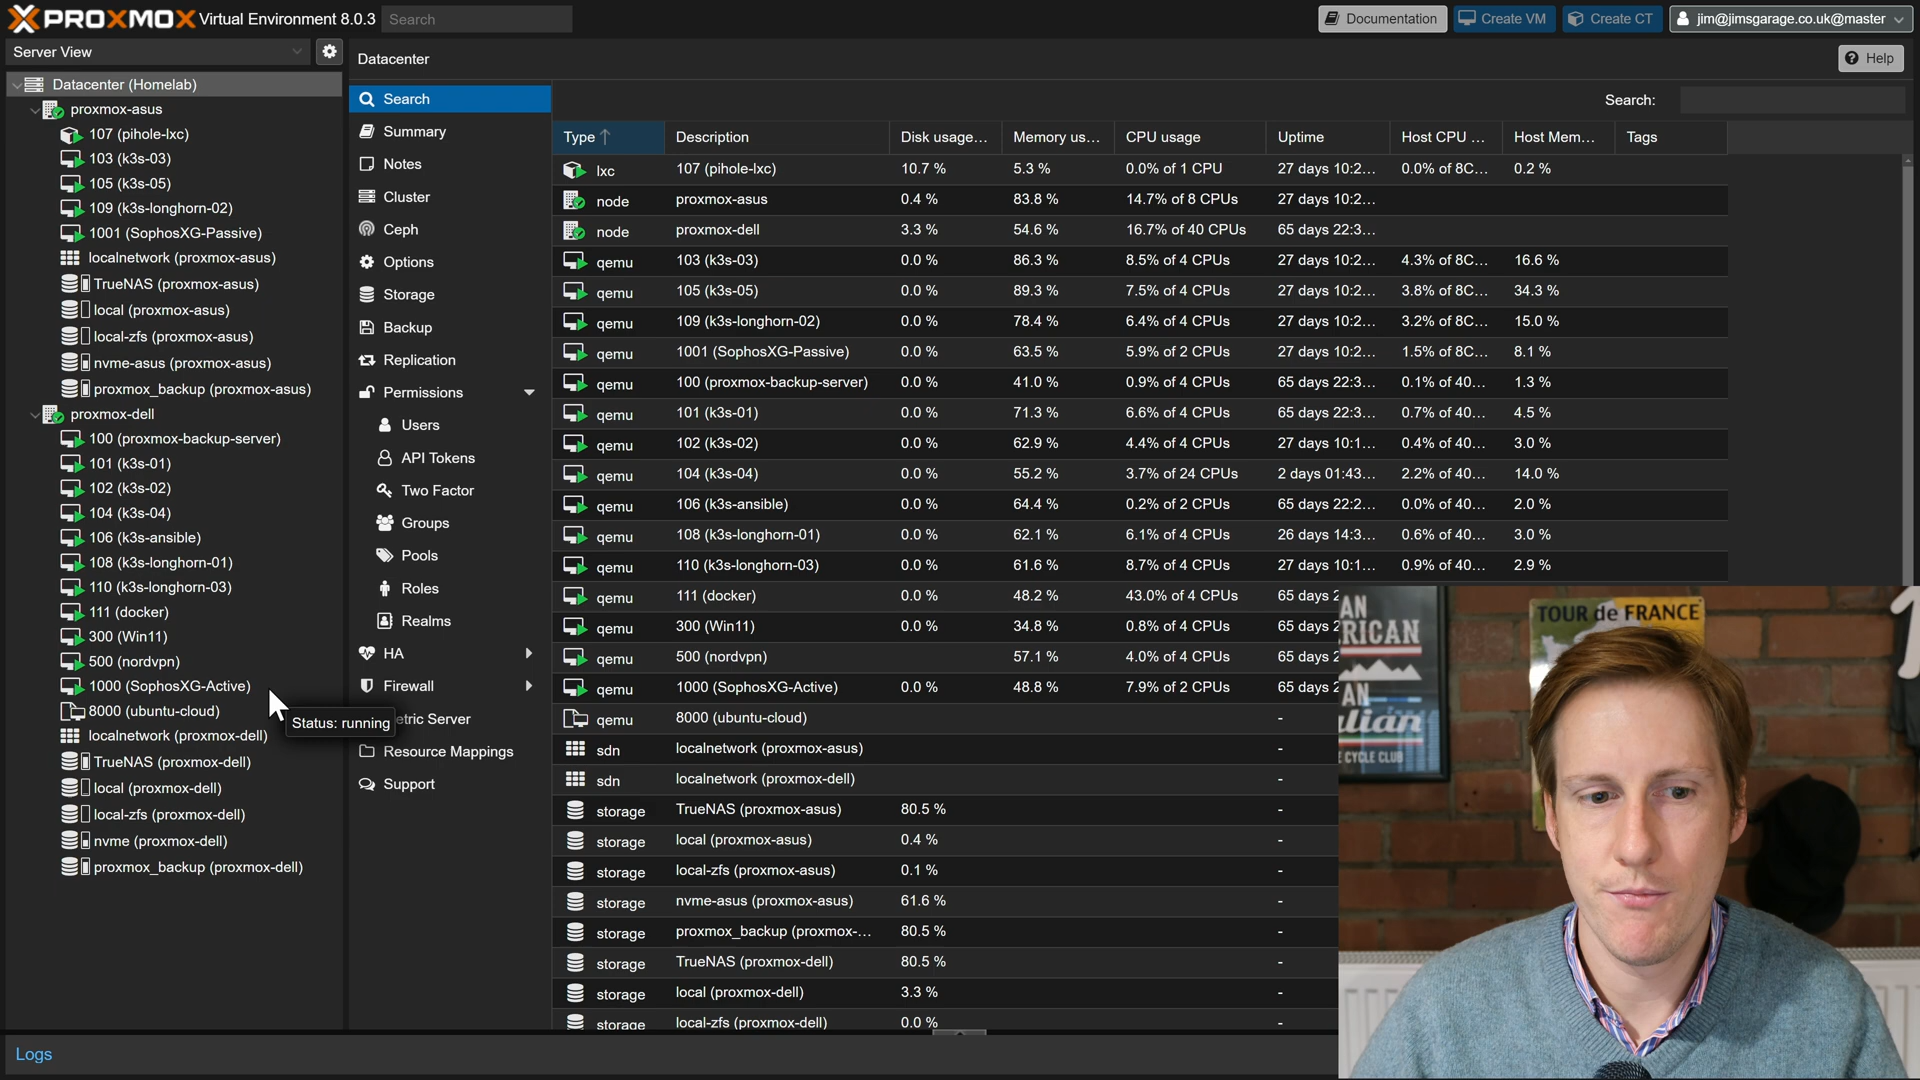 PROXMOX Virtual Environment 8.0.3 Search
Documentation Create VM Create CT jim@jimsgarage.co.uk@master
Server View
Datacenter Help
Datacenter (Homelab)
proxmox-asus
107 (pihole-lxc)
103 (k3s-03)
105 (k3s-05)
109 (k3s-longhorn-02)
1001 (SophosXG-Passive)
localnetwork (proxmox-asus)
TrueNAS (proxmox-asus)
local (proxmox-asus)
local-zfs (proxmox-asus)
nvme-asus (proxmox-asus)
proxmox_backup (proxmox-asus)
proxmox-dell
100 (proxmox-backup-server)
101 (k3s-01)
102 (k3s-02)
104 (k3s-04)
106 (k3s-ansible)
108 (k3s-longhorn-01)
110 (k3s-longhorn-03)
111 (docker)
300 (Win11)
500 (nordvpn)
1000 (SophosXG-Active)
8000 (ubuntu-cloud)
localnetwork (proxmox-dell)
TrueNAS (proxmox-dell)
local (proxmox-dell)
local-zfs (proxmox-dell)
nvme (proxmox-dell)
proxmox_backup (proxmox-dell)
Status: running
Search
Summary
Notes
Cluster
Ceph
Options
Storage
Backup
Replication
Permissions
Users
API Tokens
Two Factor
Groups
Pools
Roles
Realms
HA
Firewall
etric Server
Resource Mappings
Support
Search:
Type Description Disk usage... Memory us... CPU usage Uptime Host CPU ... Host Mem... Tags
lxc 107 (pihole-lxc) 10.7 % 5.3 % 0.0% of 1 CPU 27 days 10:2... 0.0% of 8C... 0.2 %
node proxmox-asus 0.4 % 83.8 % 14.7% of 8 CPUs 27 days 10:2...
node proxmox-dell 3.3 % 54.6 % 16.7% of 40 CPUs 65 days 22:3...
qemu 103 (k3s-03) 0.0 % 86.3 % 8.5% of 4 CPUs 27 days 10:2... 4.3% of 8C... 16.6 %
qemu 105 (k3s-05) 0.0 % 89.3 % 7.5% of 4 CPUs 27 days 10:2... 3.8% of 8C... 34.3 %
qemu 109 (k3s-longhorn-02) 0.0 % 78.4 % 6.4% of 4 CPUs 27 days 10:2... 3.2% of 8C... 15.0 %
qemu 1001 (SophosXG-Passive) 0.0 % 63.5 % 5.9% of 2 CPUs 27 days 10:2... 1.5% of 8C... 8.1 %
qemu 100 (proxmox-backup-server) 0.0 % 41.0 % 0.9% of 4 CPUs 65 days 22:3... 0.1% of 40... 1.3 %
qemu 101 (k3s-01) 0.0 % 71.3 % 6.6% of 4 CPUs 65 days 22:3... 0.7% of 40... 4.5 %
qemu 102 (k3s-02) 0.0 % 62.9 % 4.4% of 4 CPUs 27 days 10:1... 0.4% of 40... 3.0 %
qemu 104 (k3s-04) 0.0 % 55.2 % 3.7% of 24 CPUs 2 days 01:43... 2.2% of 40... 14.0 %
qemu 106 (k3s-ansible) 0.0 % 64.4 % 0.2% of 2 CPUs 65 days 22:2... 0.0% of 40... 2.0 %
qemu 108 (k3s-longhorn-01) 0.0 % 62.1 % 6.1% of 4 CPUs 26 days 14:3... 0.6% of 40... 3.0 %
qemu 110 (k3s-longhorn-03) 0.0 % 61.6 % 8.7% of 4 CPUs 27 days 10:1... 0.9% of 40... 2.9 %
qemu 111 (docker) 0.0 % 48.2 % 43.0% of 4 CPUs 65 days 2
qemu 300 (Win11) 0.0 % 34.8 % 0.8% of 4 CPUs 65 days 2
qemu 500 (nordvpn) 57.1 % 4.0% of 4 CPUs 65 days 2
qemu 1000 (SophosXG-Active) 0.0 % 48.8 % 7.9% of 2 CPUs 65 days 2
qemu 8000 (ubuntu-cloud) -
sdn localnetwork (proxmox-asus) -
sdn localnetwork (proxmox-dell) -
storage TrueNAS (proxmox-asus) 80.5 % -
storage local (proxmox-asus) 0.4 % -
storage local-zfs (proxmox-asus) 0.1 % -
storage nvme-asus (proxmox-asus) 61.6 % -
storage proxmox_backup (proxmox-... 80.5 % -
storage TrueNAS (proxmox-dell) 80.5 % -
storage local (proxmox-dell) 3.3 % -
storage local-zfs (proxmox-dell) 0.0 %
AN
RICAN
AN
alian
E CYCLE CLUB
TOUR de FRANCE
Logs